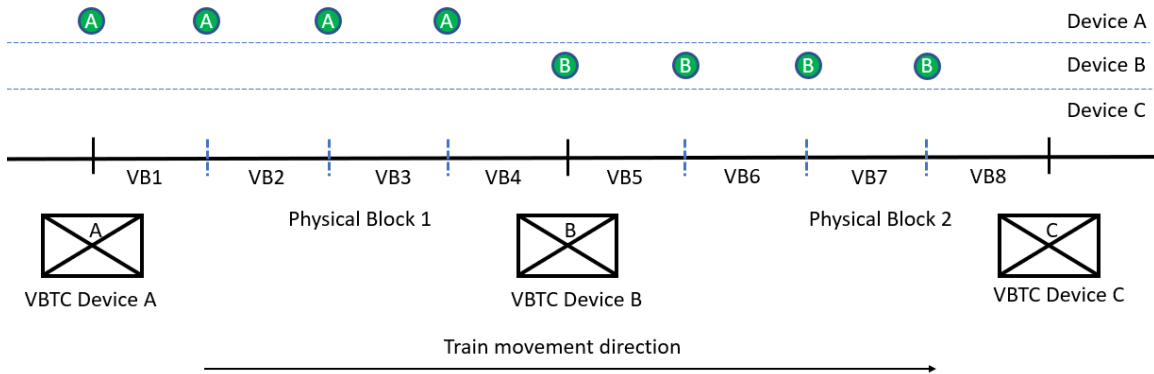 A A A A Device A
B B B B Device B
Device C
VB1 VB2 VB3 VB4 VB5 VB6 VB7 VB8
Physical Block 1 Physical Block 2
A B C
VBTC Device A VBTC Device B VBTC Device C
Train movement direction